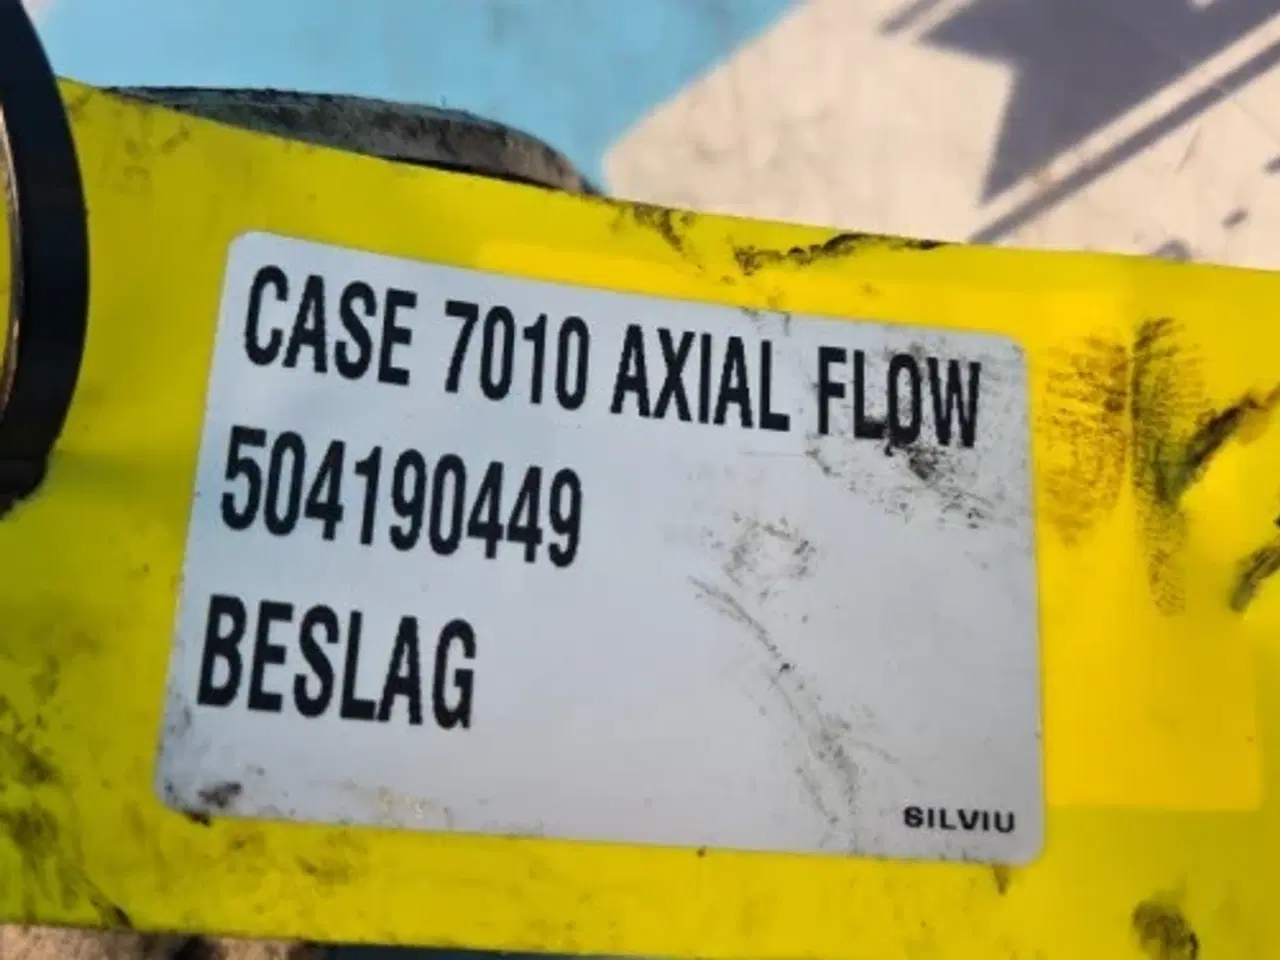 CASE 7010 AXIAL FLOW
504190449
BESLAG
SILVIU